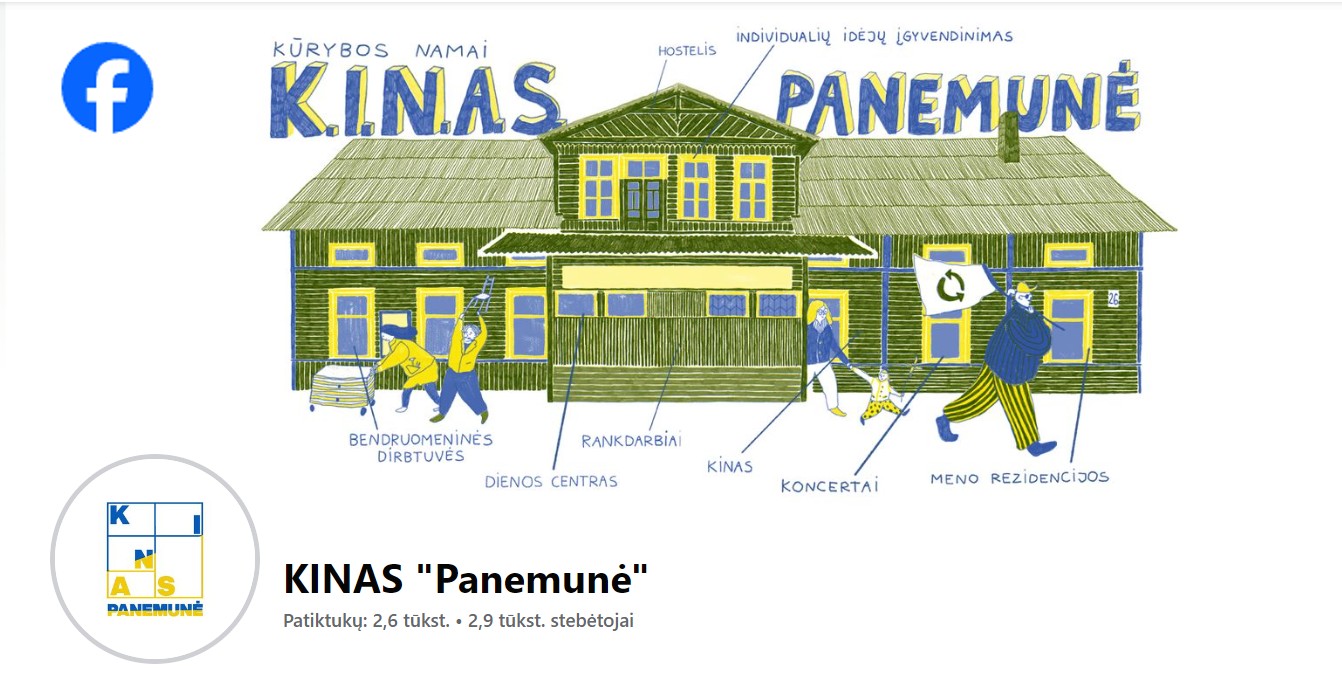 KŪRYBOS NAMAI
K.I.N.A.S
HOSTELIS
INDIVIDUALIŲ IDĖJŲ ĮGYVENDINIMAS
PANEMUNĖ
26
BENDRUOMENINĖS
DIRBTUVĖS
DIENOS CENTRAS
RANKDARBIAI
KINAS
KONCERTAI
MENO REZIDENCIJOS
K I
N
A S
PANEMUNĖ
KINAS "Panemunė"
Patiktukų: 2,6 tūkst. • 2,9 tūkst. stebėtojai